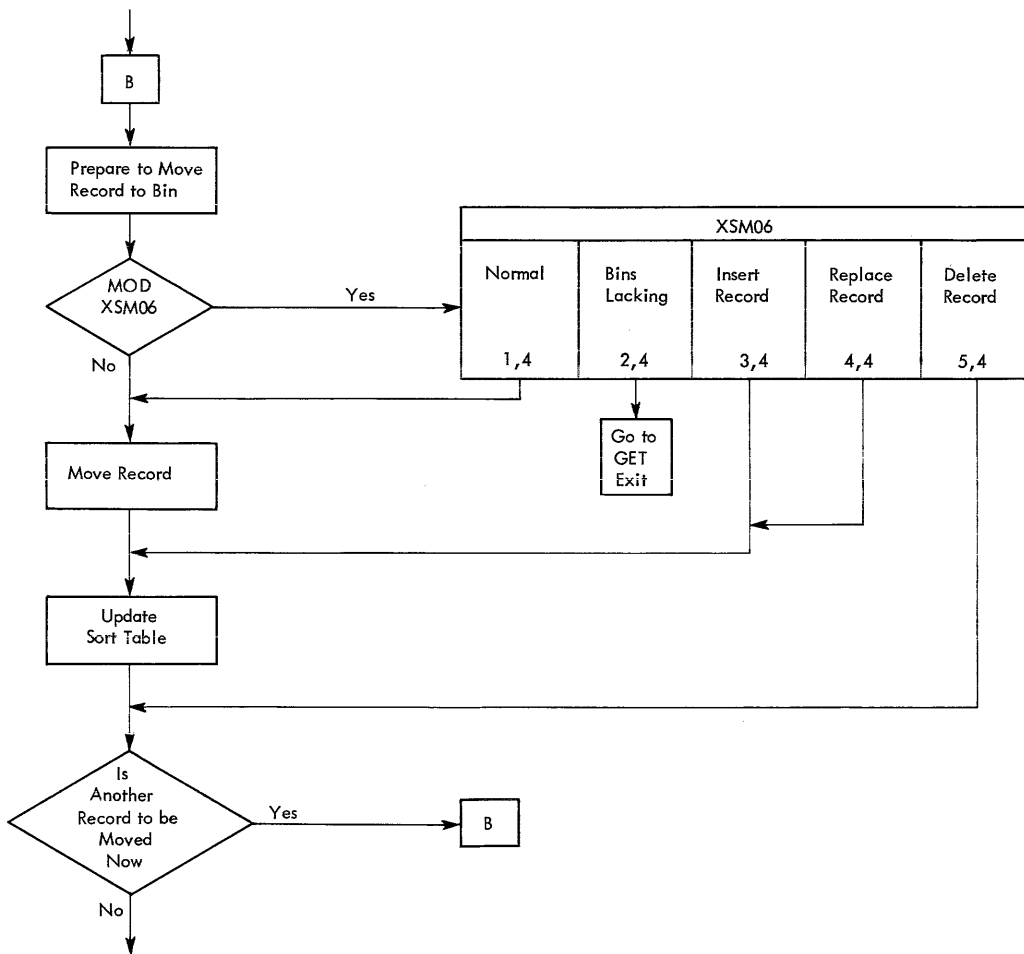 B
Prepare to Move
Record to Bin
MOD
XSM06
Yes
No
XSM06
Normal
1,4
Bins
Lacking
2,4
Insert
Record
3,4
Replace
Record
4,4
Delete
Record
5,4
Go to
GET
Exit
Move Record
Update
Sort Table
Is
Another
Record to be
Moved
Now
Yes
B
No